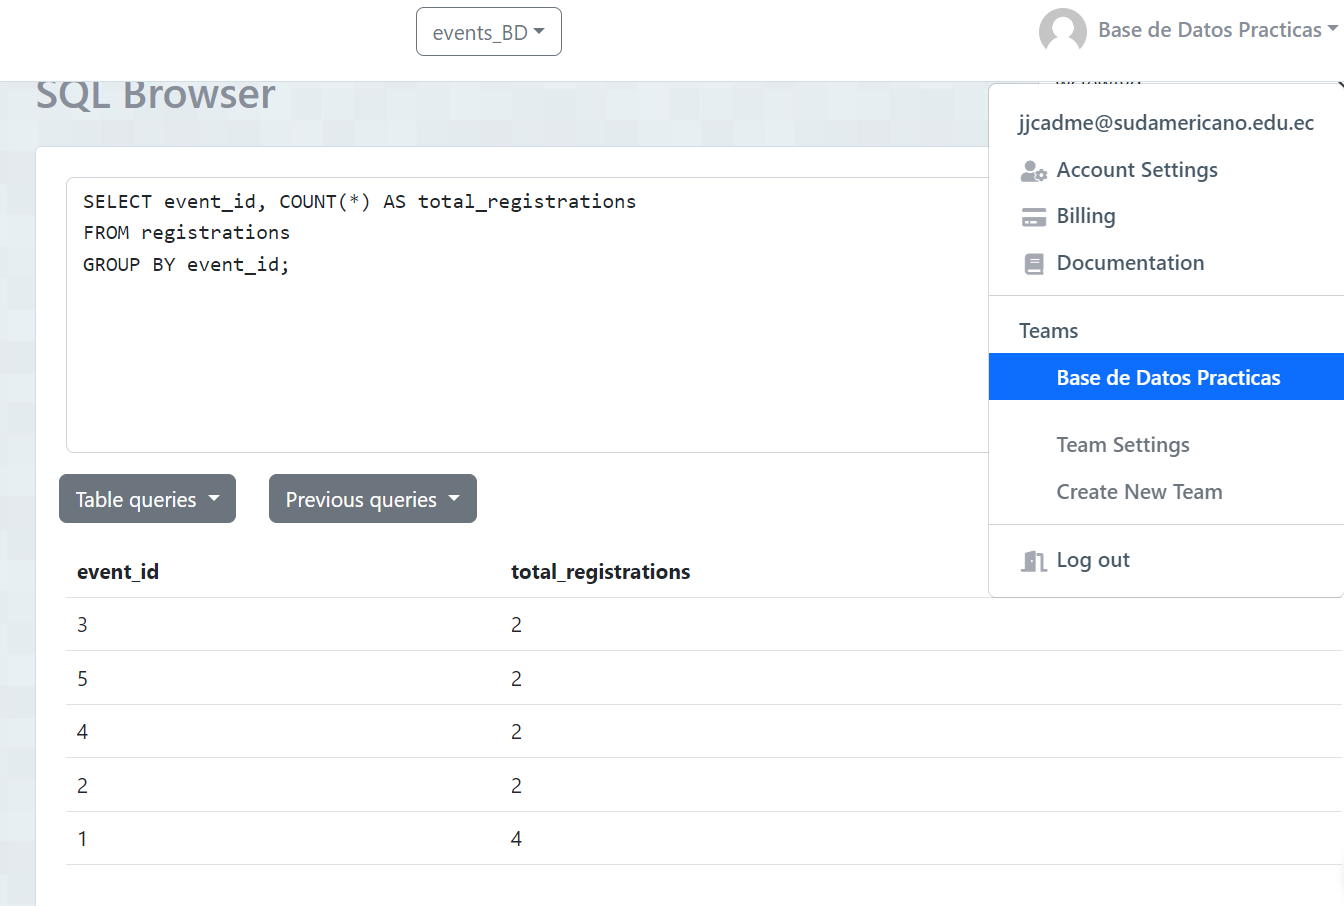 events_BD
Base de Datos Practicas
SQL Browser
jjcadme@sudamericano.edu.ec
Account Settings
Billing
Documentation
Teams
Base de Datos Practicas
Team Settings
Create New Team
Log out
SELECT event_id, COUNT(*) AS total_registrations
FROM registrations
GROUP BY event_id;
Table queries
Previous queries
event_id total_registrations
3 2
5 2
4 2
2 2
1 4